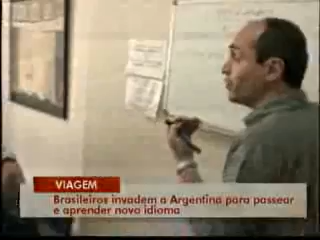 VIAGEM
Brasileiros invadem a Argentina para passear
e aprender novo idioma